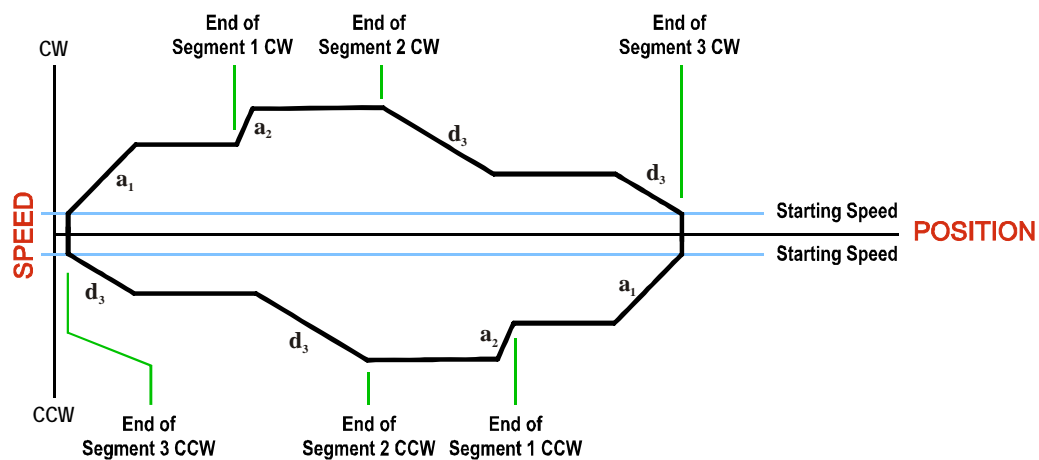 CW
End of
Segment 1 CW
End of
Segment 2 CW
End of
Segment 3 CW
a₁
a₂
d₃
d₃
SPEED
Starting Speed
POSITION
Starting Speed
d₃
d₃
a₂
a₁
CCW
End of
Segment 3 CCW
End of
Segment 2 CCW
End of
Segment 1 CCW